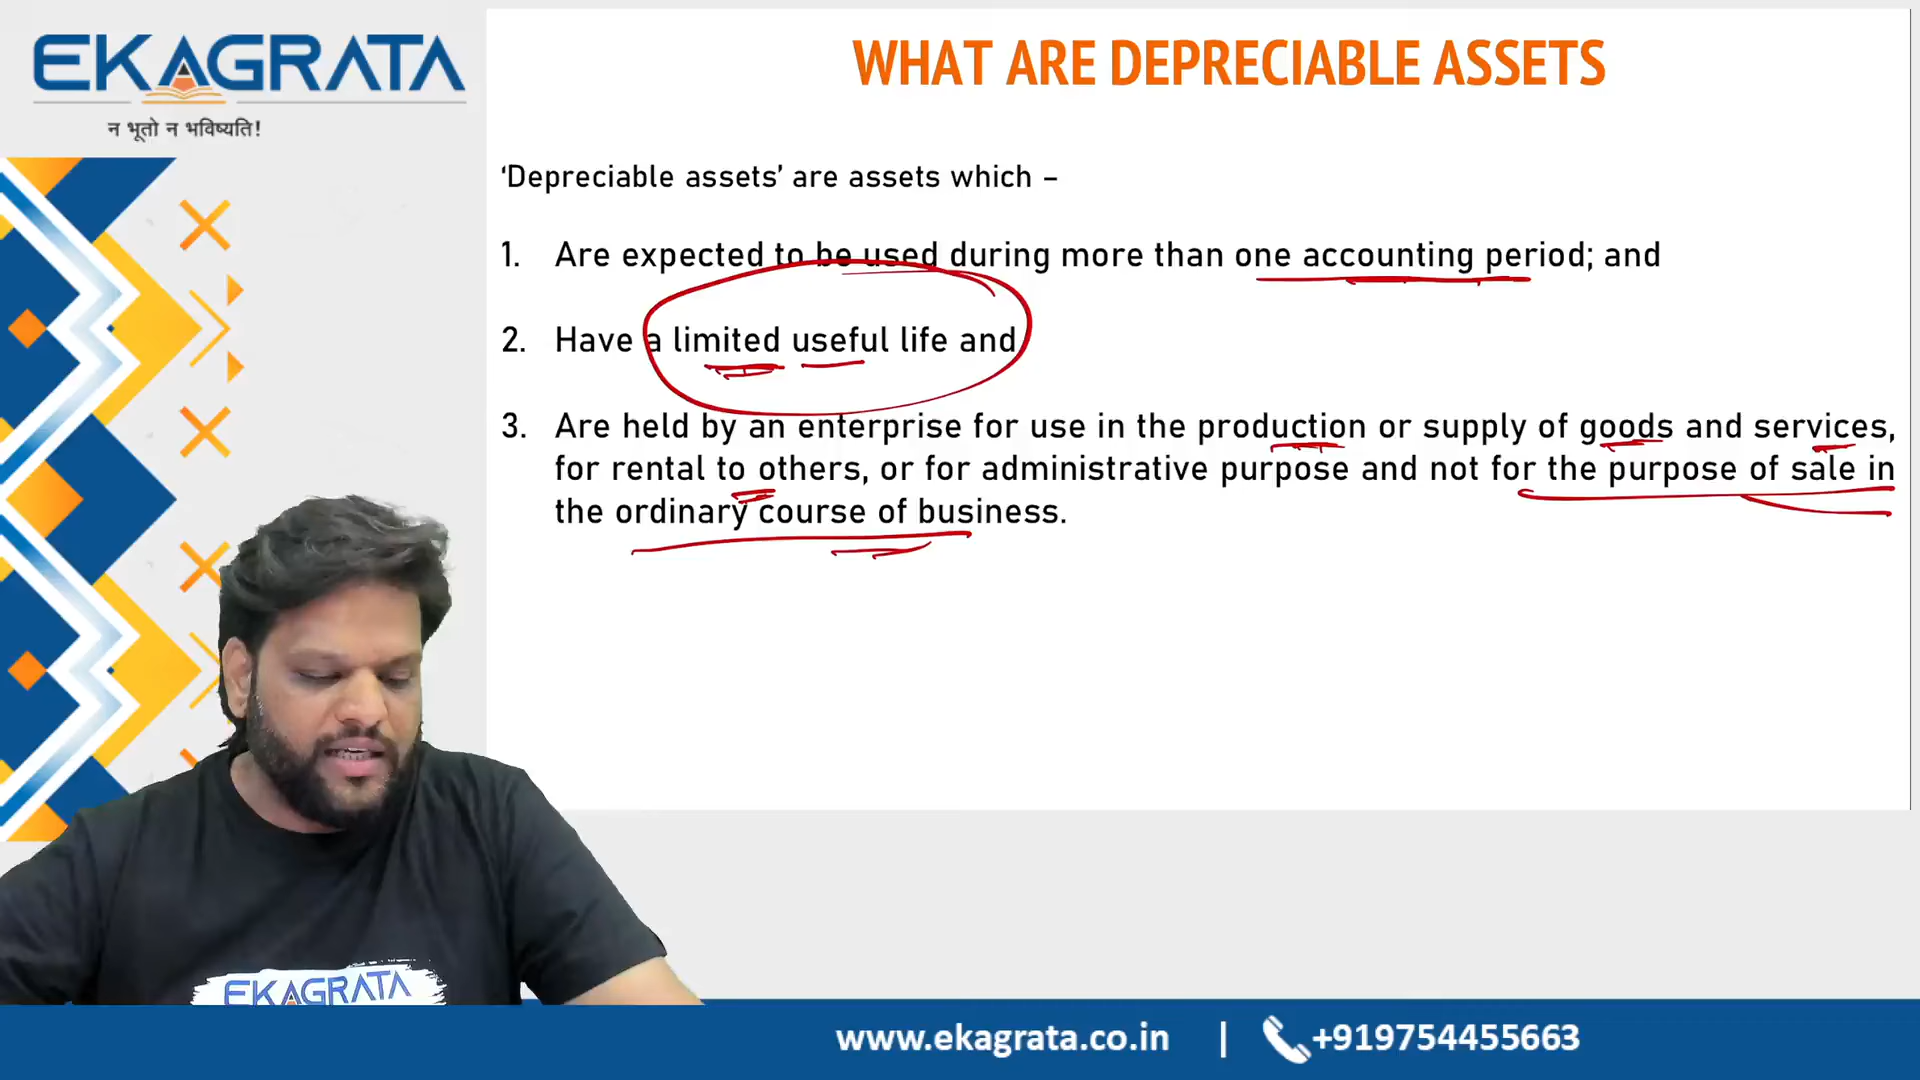 EKAGRATA
न भूतो न भविष्यति!
WHAT ARE DEPRECIABLE ASSETS
‘Depreciable assets’ are assets which –
1. Are expected to be used during more than one accounting period; and
2. Have a limited useful life and
3. Are held by an enterprise for use in the production or supply of goods and services,
for rental to others, or for administrative purpose and not for the purpose of sale in
the ordinary course of business.
EKAGRATA
www.ekagrata.co.in | +919754455663